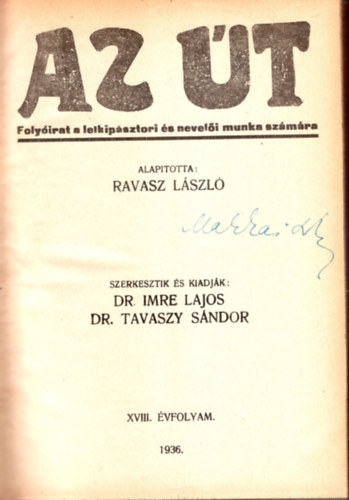 AZ ÚT
Folyóirat a lelkipásztori és nevelői munka számára
ALAPITOTTA:
RAVASZ LÁSZLÓ
Makkai
SZERKESZTIK ÉS KIADJÁK:
DR. IMRE LAJOS
DR. TAVASZY SÁNDOR
XVIII. ÉVFOLYAM.
1936.